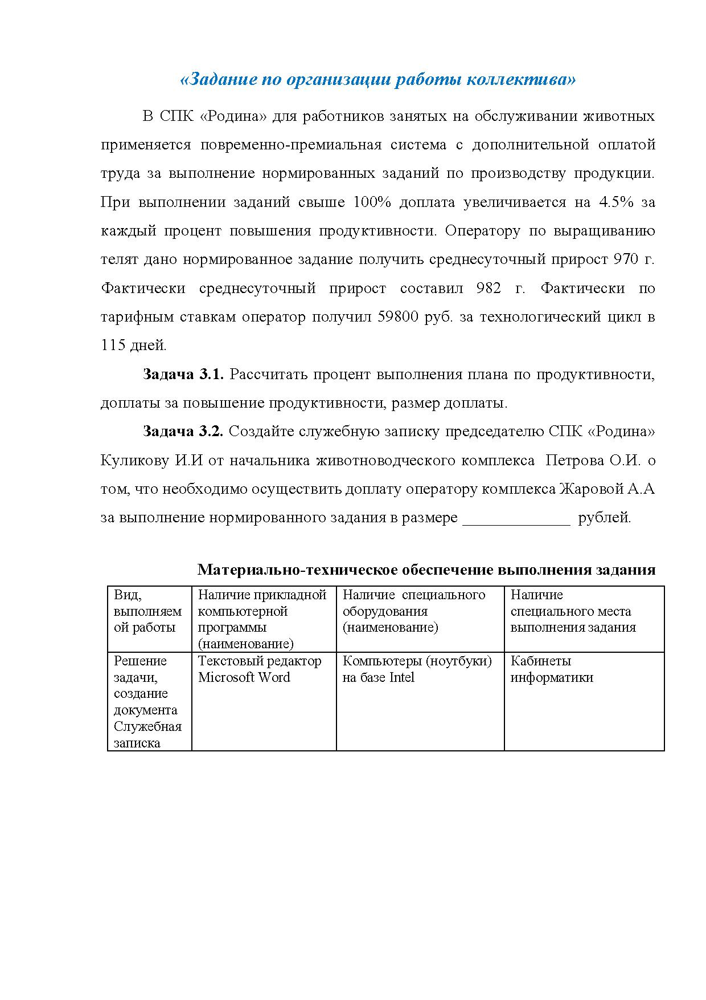 «Задание по организации работы коллектива»
В СПК «Родина» для работников занятых на обслуживании животных
применяется повременно-премиальная система с дополнительной оплатой
труда за выполнение нормированных заданий по производству продукции.
При выполнении заданий свыше 100% доплата увеличивается на 4.5% за
каждый процент повышения продуктивности. Оператору по выращиванию
телят дано нормированное задание получить среднесуточный прирост 970 г.
Фактически среднесуточный прирост составил 982 г. Фактически по
тарифным ставкам оператор получил 59800 руб. за технологический цикл в
115 дней.
Задача 3.1. Рассчитать процент выполнения плана по продуктивности,
доплаты за повышение продуктивности, размер доплаты.
Задача 3.2. Создайте служебную записку председателю СПК «Родина»
Куликову И.И от начальника животноводческого комплекса Петрова О.И. о
том, что необходимо осуществить доплату оператору комплекса Жаровой А.А
за выполнение нормированного задания в размере ______________ рублей.
Материально-техническое обеспечение выполнения задания
Вид,
выполняем
ой работы
Наличие прикладной
компьютерной
программы
(наименование)
Наличие специального
оборудования
(наименование)
Наличие
специального места
выполнения задания
Решение
задачи,
создание
документа
Служебная
записка
Текстовый редактор
Microsoft Word
Компьютеры (ноутбуки)
на базе Intel
Кабинеты
информатики